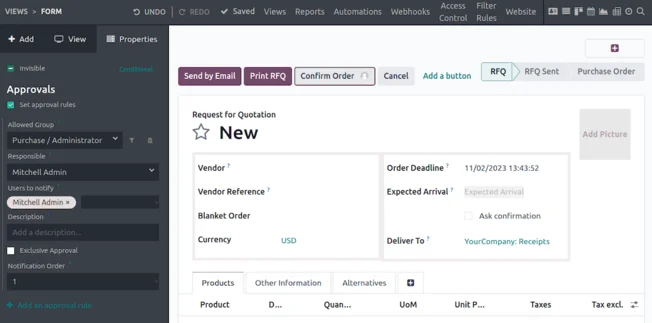 VIEWS > FORM UNDO REDO Saved Views Reports Automations Webhooks Access Control Filter Rules Website
+ Add View Properties
Invisible Conditional
Approvals
Set approval rules
Allowed Group ?
Purchase / Administrator
Responsible ?
Mitchell Admin
Users to notify ?
Mitchell Admin ×
Description ?
Add a description...
Exclusive Approval
Notification Order ?
1
+ Add an approval rule
Send by Email Print RFQ Confirm Order Cancel Add a button RFQ RFQ Sent Purchase Order
Request for Quotation
New
Add Picture
Vendor ? Order Deadline ? 11/02/2023 13:43:52
Vendor Reference ? Expected Arrival ? Expected Arrival
Blanket Order Ask confirmation
Currency USD Deliver To ? YourCompany: Receipts
Products Other Information Alternatives
Product D... Quan... UoM Unit P... Taxes Tax excl.